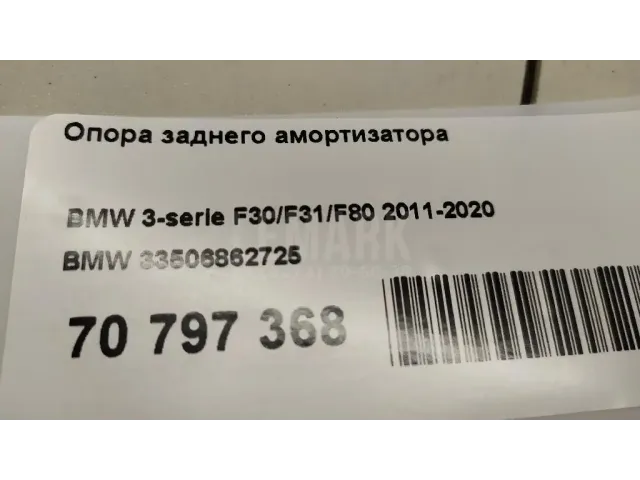 Опора заднего амортизатора
BMW 3-serie F30/F31/F80 2011-2020
BMW 33506862725
70 797 368